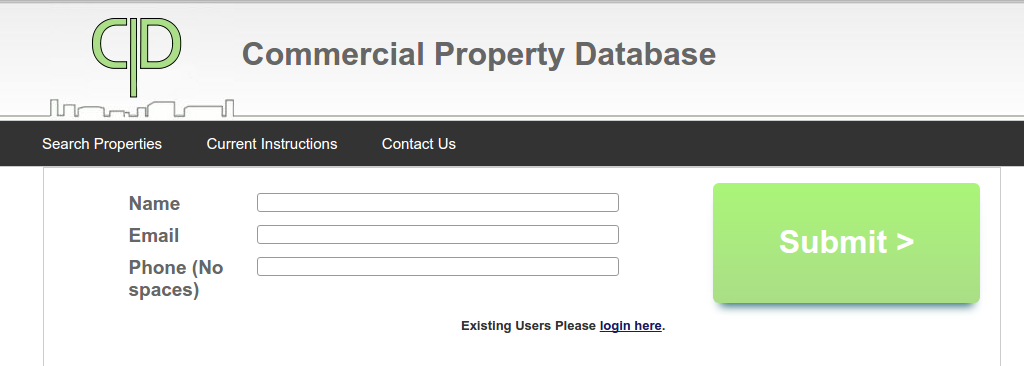 CPD
Commercial Property Database
Search Properties Current Instructions Contact Us
Name
Email
Phone (No
spaces)
Submit >
Existing Users Please login here.